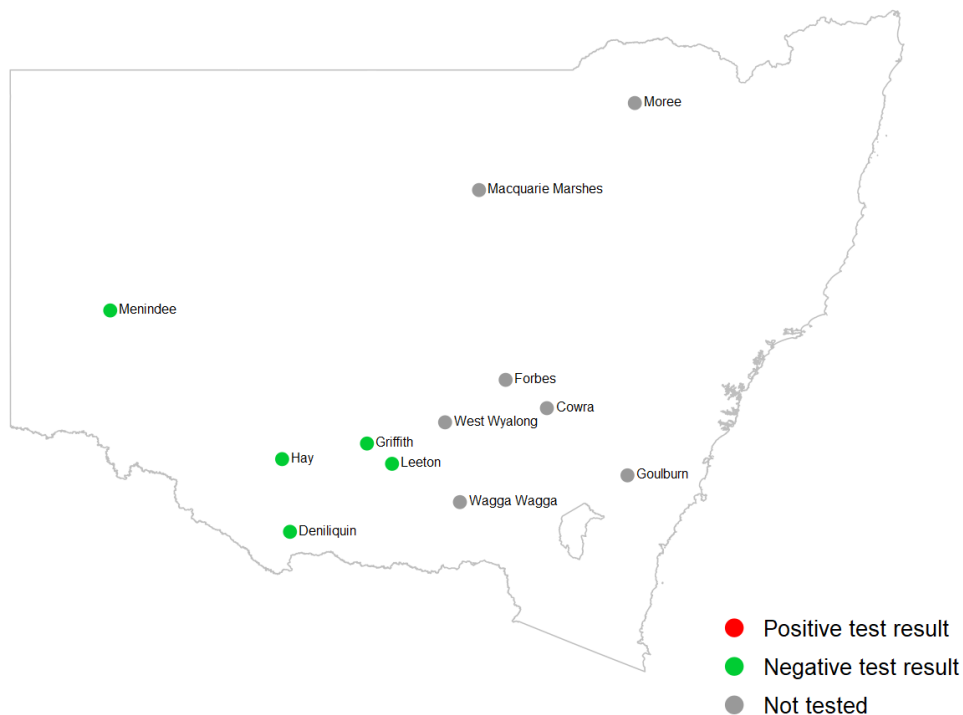 Moree
Macquarie Marshes
Menindee
Forbes
Cowra
West Wyalong
Griffith
Hay
Leeton
Goulburn
Wagga Wagga
Deniliquin
Positive test result
Negative test result
Not tested